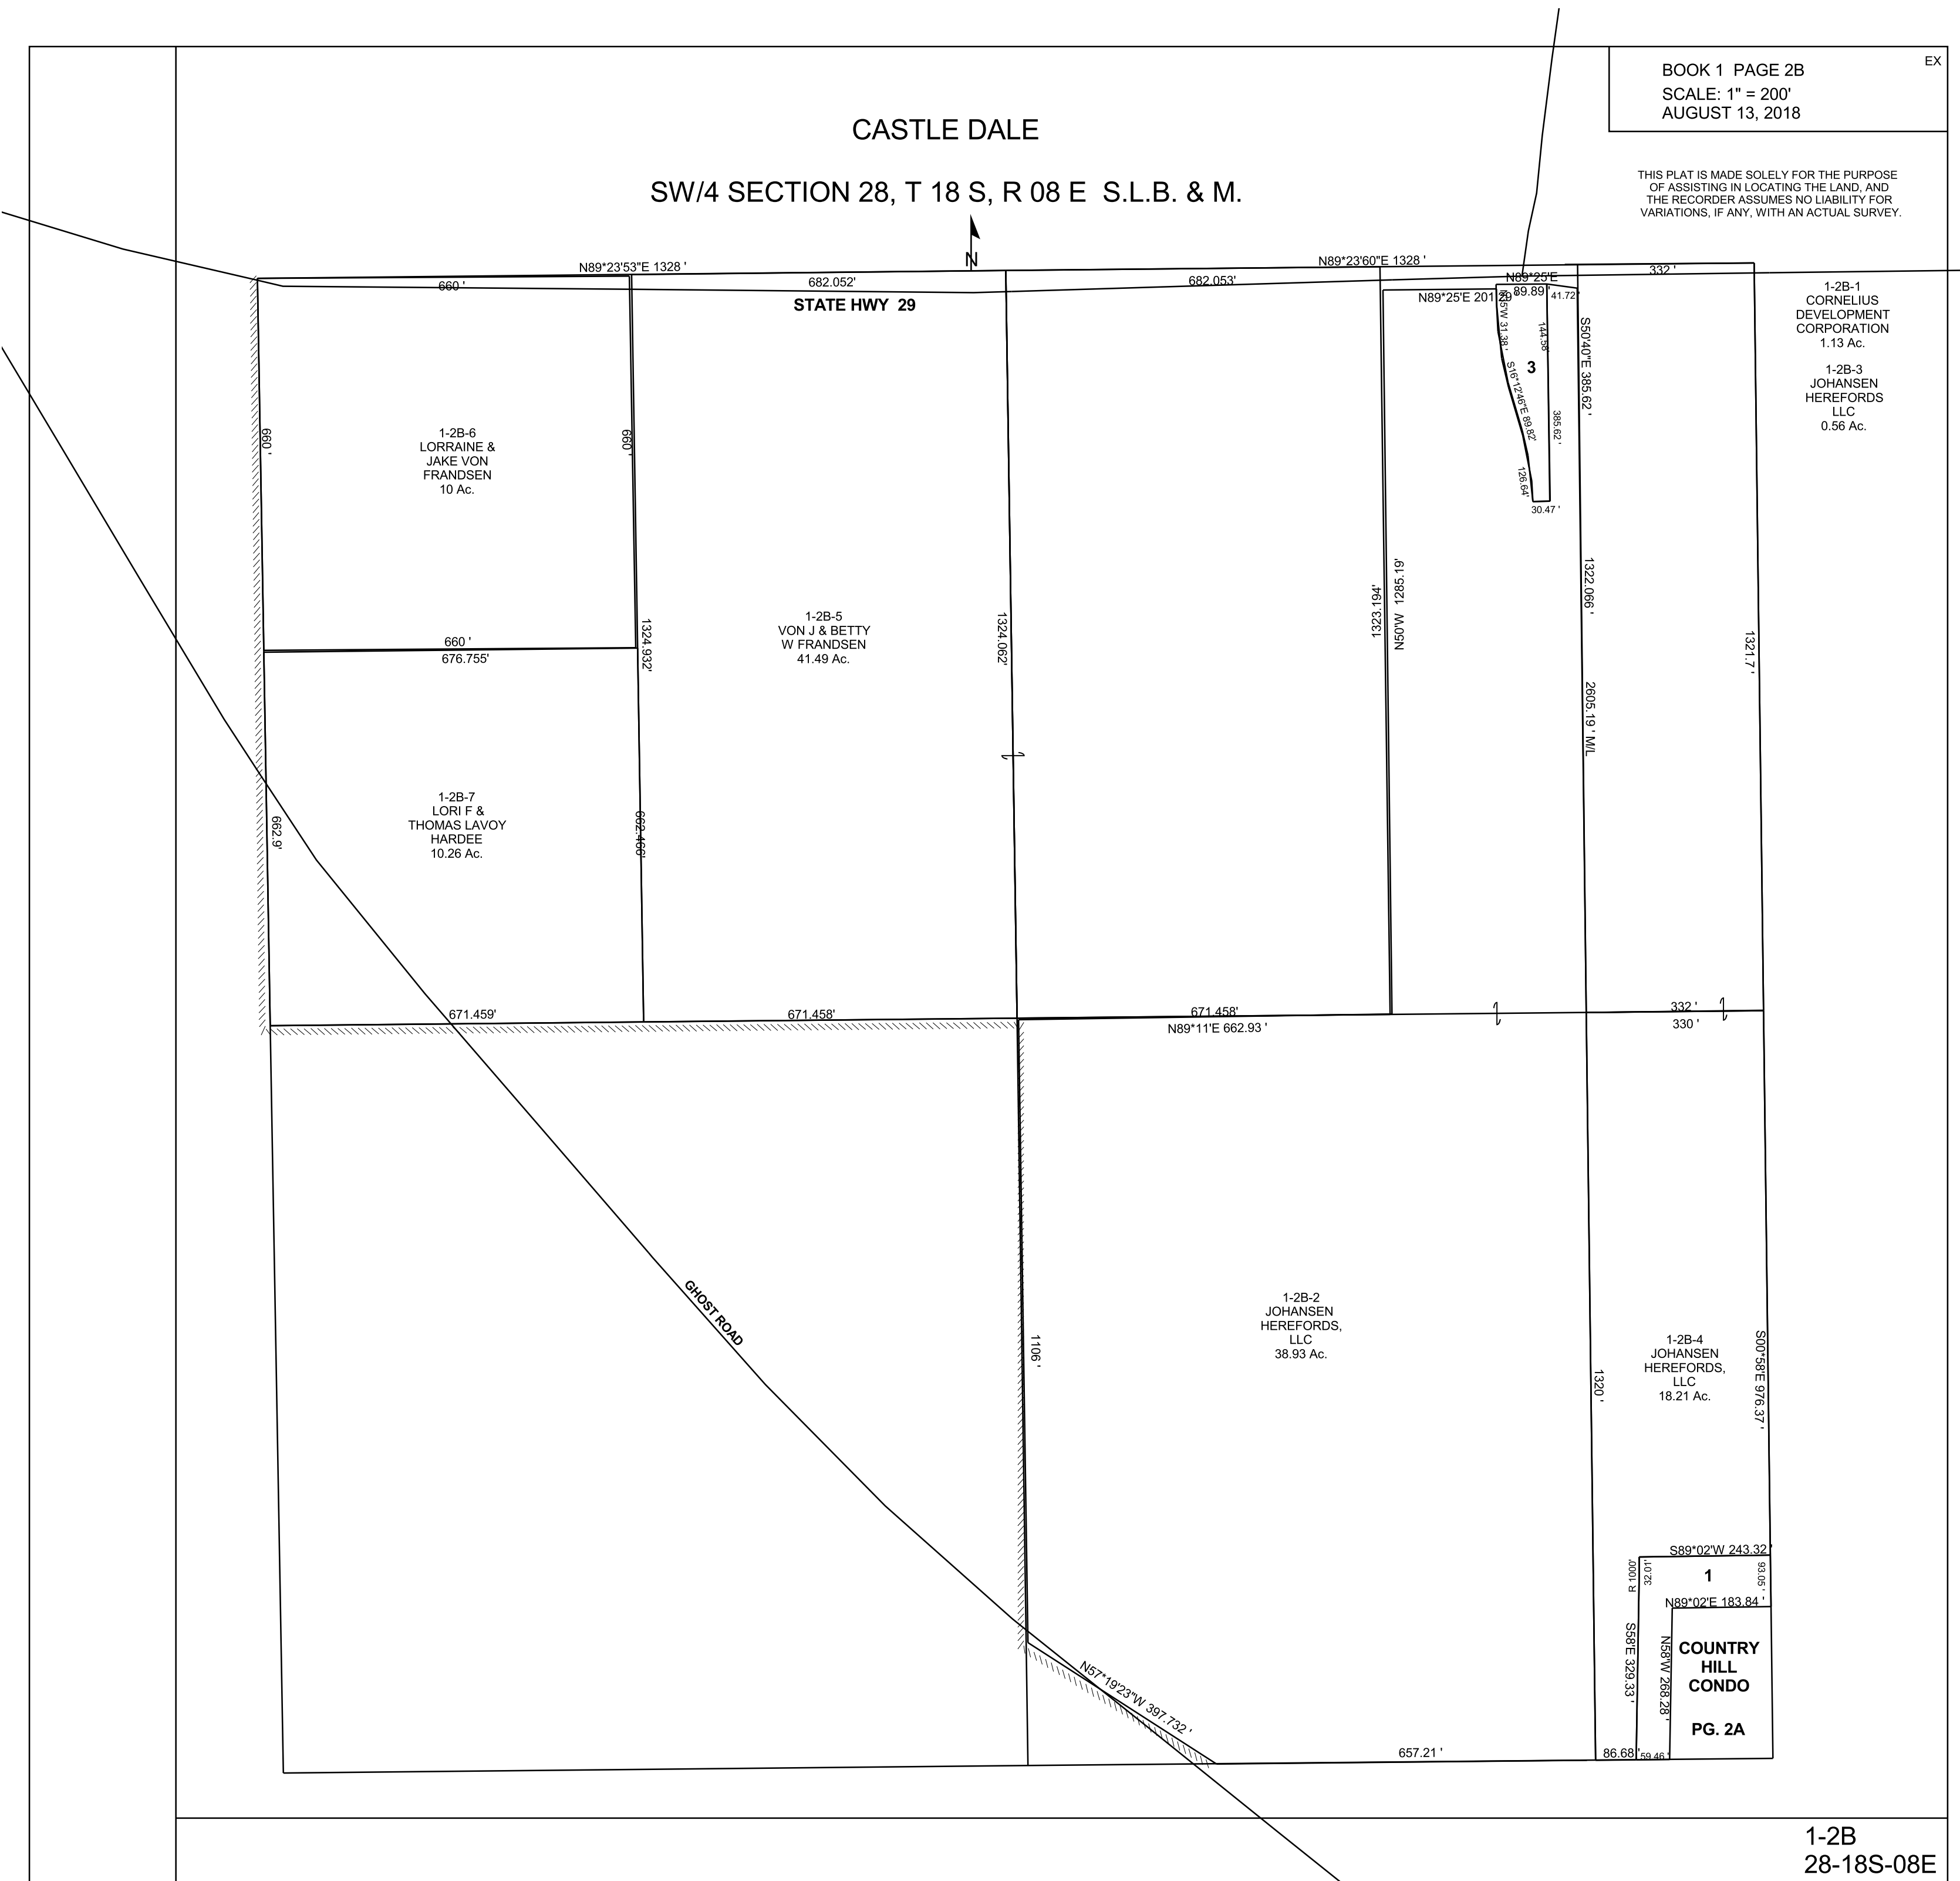 EX
BOOK 1 PAGE 2B
SCALE: 1" = 200'
AUGUST 13, 2018
CASTLE DALE
SW/4 SECTION 28, T 18 S, R 08 E S.L.B. & M.
THIS PLAT IS MADE SOLELY FOR THE PURPOSE
OF ASSISTING IN LOCATING THE LAND, AND
THE RECORDER ASSUMES NO LIABILITY FOR
VARIATIONS, IF ANY, WITH AN ACTUAL SURVEY.
N
N89*23'53"E 1328 '
N89*23'60"E 1328 '
660 '
682.052'
682.053'
332 '
STATE HWY 29
N89*25'E
89.89 '
N89*25'E 201.29 '
41.72'
1-2B-1
CORNELIUS
DEVELOPMENT
CORPORATION
1.13 Ac.
1-2B-3
JOHANSEN
HEREFORDS
LLC
0.56 Ac.
31.38 '
144.58'
3
S16*12'46"E 89.82'
385.62 '
126.64'
30.47 '
S50'40"E 385.62 '
660 '
660 '
1-2B-6
LORRAINE &
JAKE VON
FRANDSEN
10 Ac.
660 '
676.755'
1324.932'
1-2B-5
VON J & BETTY
W FRANDSEN
41.49 Ac.
1324.062'
1323.194'
N50'W 1285.19'
1322.066 '
2605.19 ' M/L
1321.7 '
1-2B-7
LORI F &
THOMAS LAVOY
HARDEE
10.26 Ac.
662.9'
662.466'
671.459'
671.458'
671.458'
N89*11'E 662.93 '
332 '
330 '
GHOST ROAD
1106 '
1-2B-2
JOHANSEN
HEREFORDS,
LLC
38.93 Ac.
1320 '
1-2B-4
JOHANSEN
HEREFORDS,
LLC
18.21 Ac.
S00*58'E 976.37 '
S89*02'W 243.32 '
R 1000'
32.01'
1
93.05 '
N89*02'E 183.84 '
S58'E 329.33 '
N58'W 268.28 '
COUNTRY
HILL
CONDO
PG. 2A
N57*19'23"W 397.732 '
657.21 '
86.68 '
59.46 '
1-2B
28-18S-08E